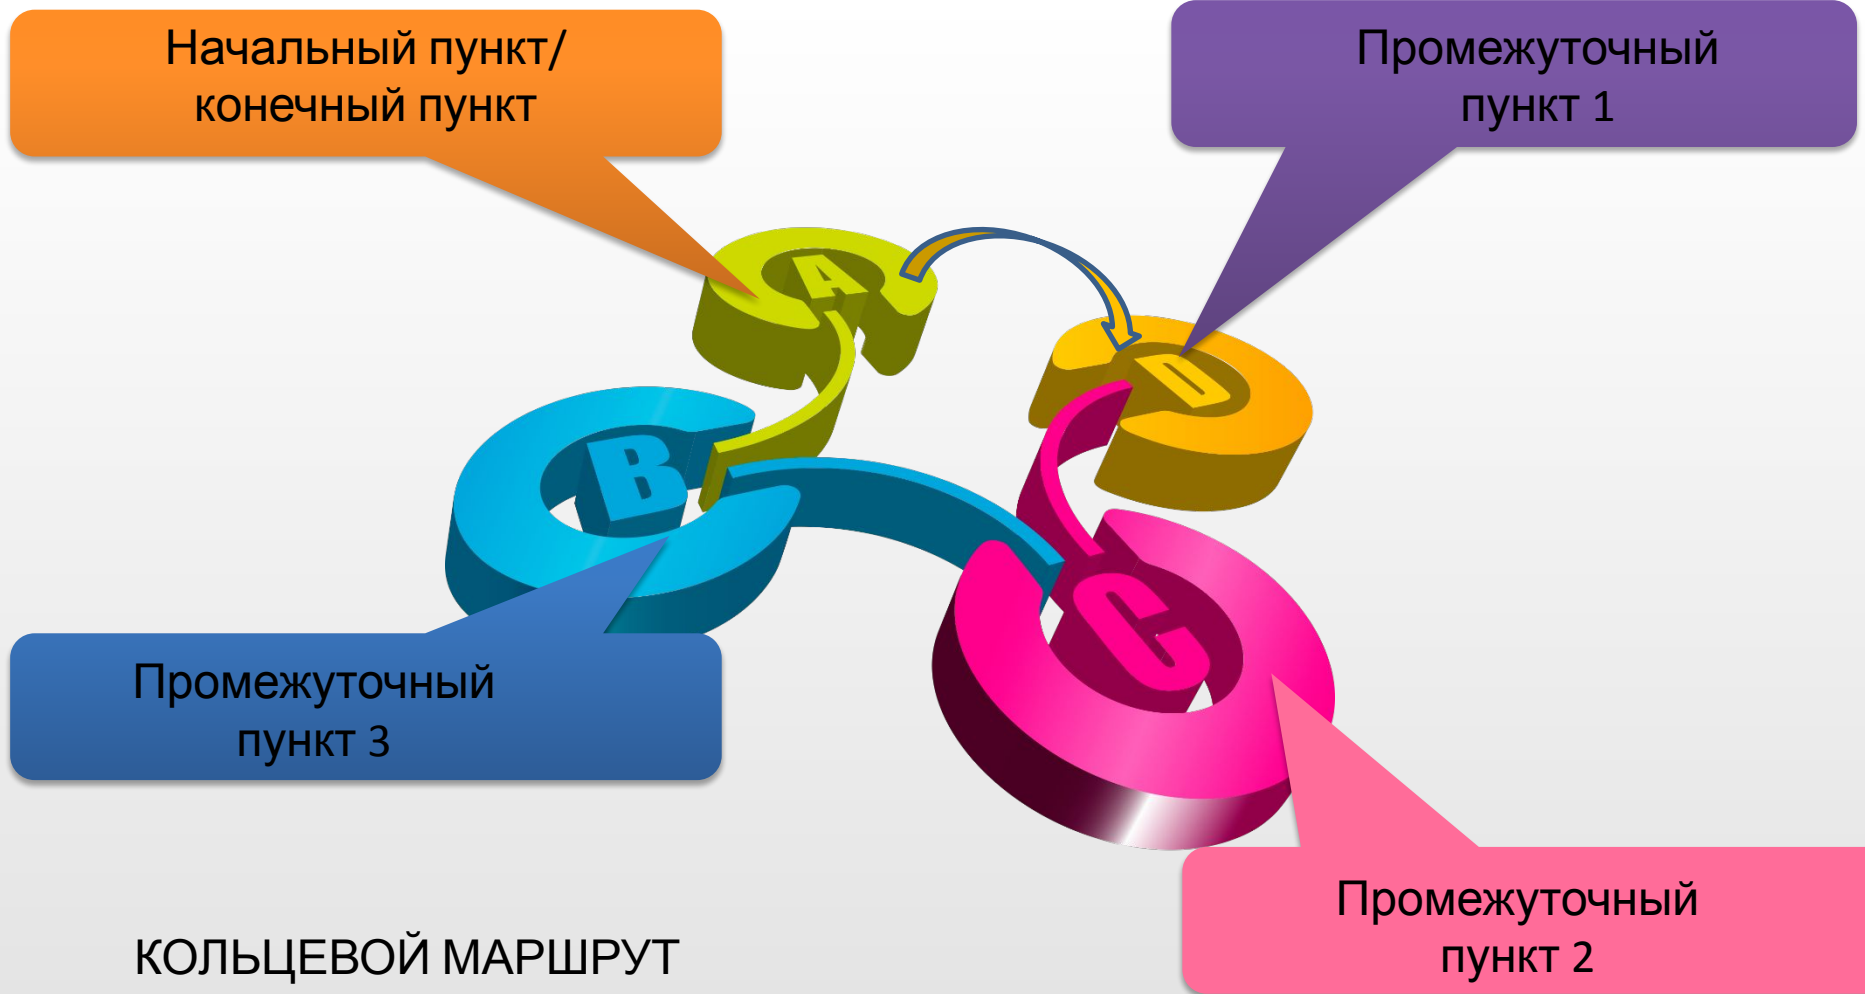 Начальный пункт/
конечный пункт
Промежуточный
пункт 1
A
D
B
C
Промежуточный
пункт 3
Промежуточный
пункт 2
КОЛЬЦЕВОЙ МАРШРУТ